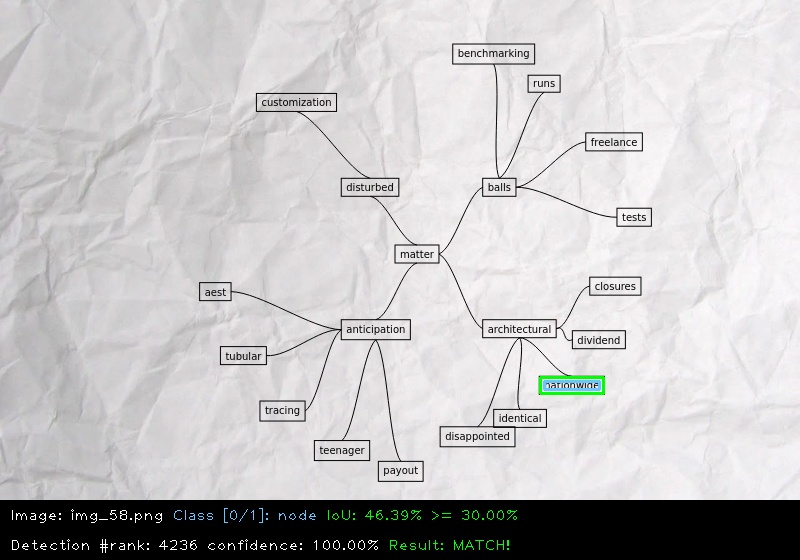 benchmarking
runs
customization
freelance
disturbed
balls
tests
matter
closures
aest
anticipation
architectural
dividend
tubular
nationwide
tracing
identical
disappointed
teenager
payout
Image: img_58.png Class [0/1]: node IoU: 46.39% >= 30.00%
Detection #rank: 4236 confidence: 100.00% Result: MATCH!